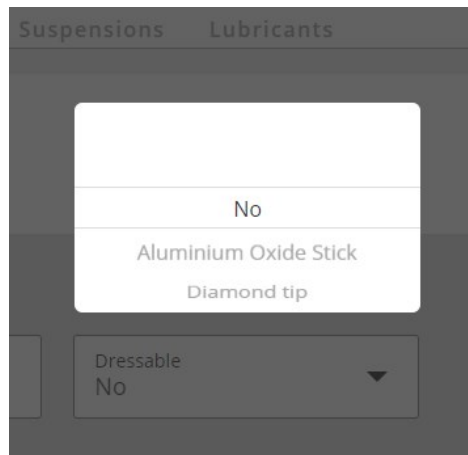 Suspensions Lubricants
No
Aluminium Oxide Stick
Diamond tip
Dressable
No